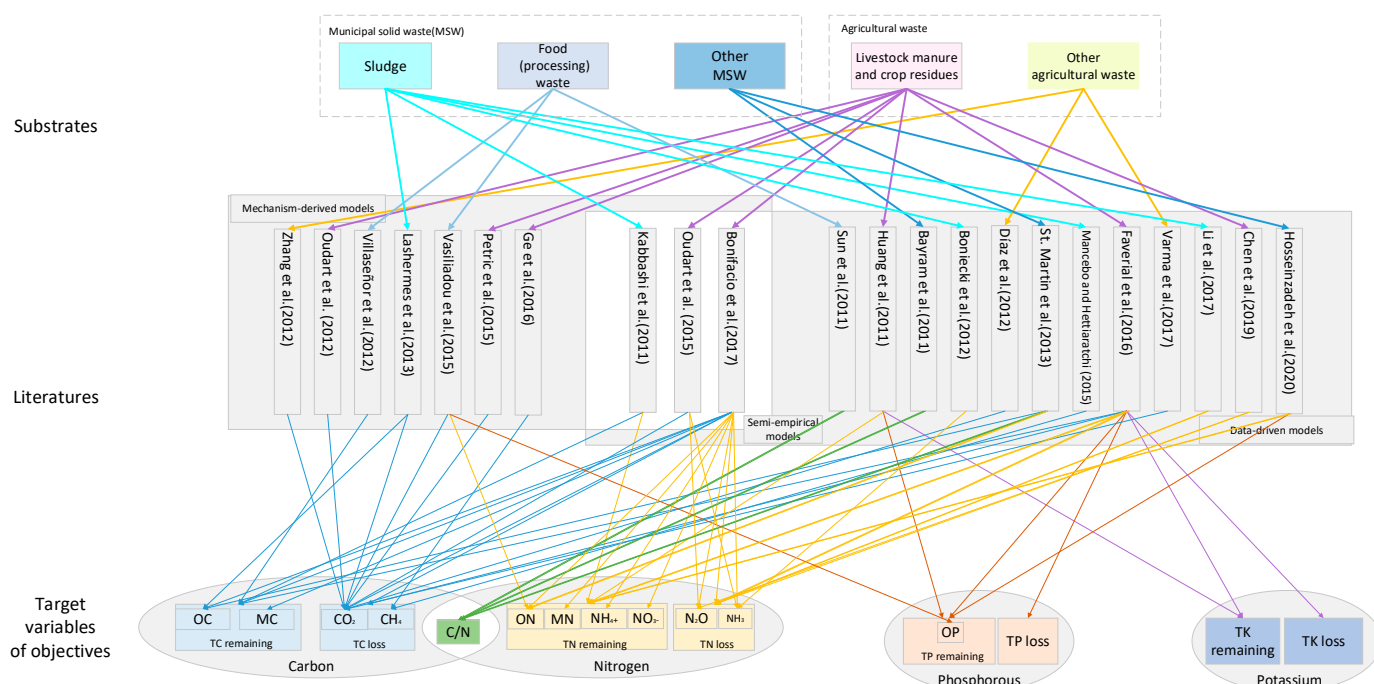 Municipal solid waste(MSW)
Agricultural waste
Sludge
Food
(processing)
waste
Other
MSW
Livestock manure
and crop residues
Other
agricultural waste
Substrates
Mechanism-derived models
Zhang et al.(2012)
Oudart et al. (2012)
Villaseñor et al.(2012)
Lashermes et al.(2013)
Vasiliadou et al.(2015)
Petric et al.(2015)
Ge et al.(2016)
Kabbashi et al.(2011)
Oudart et al. (2015)
Bonifacio et al.(2017)
Sun et al.(2011)
Huang et al.(2011)
Bayram et al.(2011)
Boniecki et al.(2012)
Díaz et al.(2012)
St. Martin et al.(2013)
Mancebo and Hettiaratchi (2015)
Faverial et al.(2016)
Varma et al.(2017)
Li et al.(2017)
Chen et al.(2019)
Hosseinzadeh et al.(2020)
Literatures
Semi-empirical
models
Data-driven models
Target
variables
of objectives
OC
MC
TC remaining
CO₂
CH₄
TC loss
Carbon
C/N
ON
MN
NH₄₊
NO₃₋
TN remaining
N₂O
NH₃
TN loss
Nitrogen
OP
TP remaining
TP loss
Phosphorous
TK
remaining
TK loss
Potassium